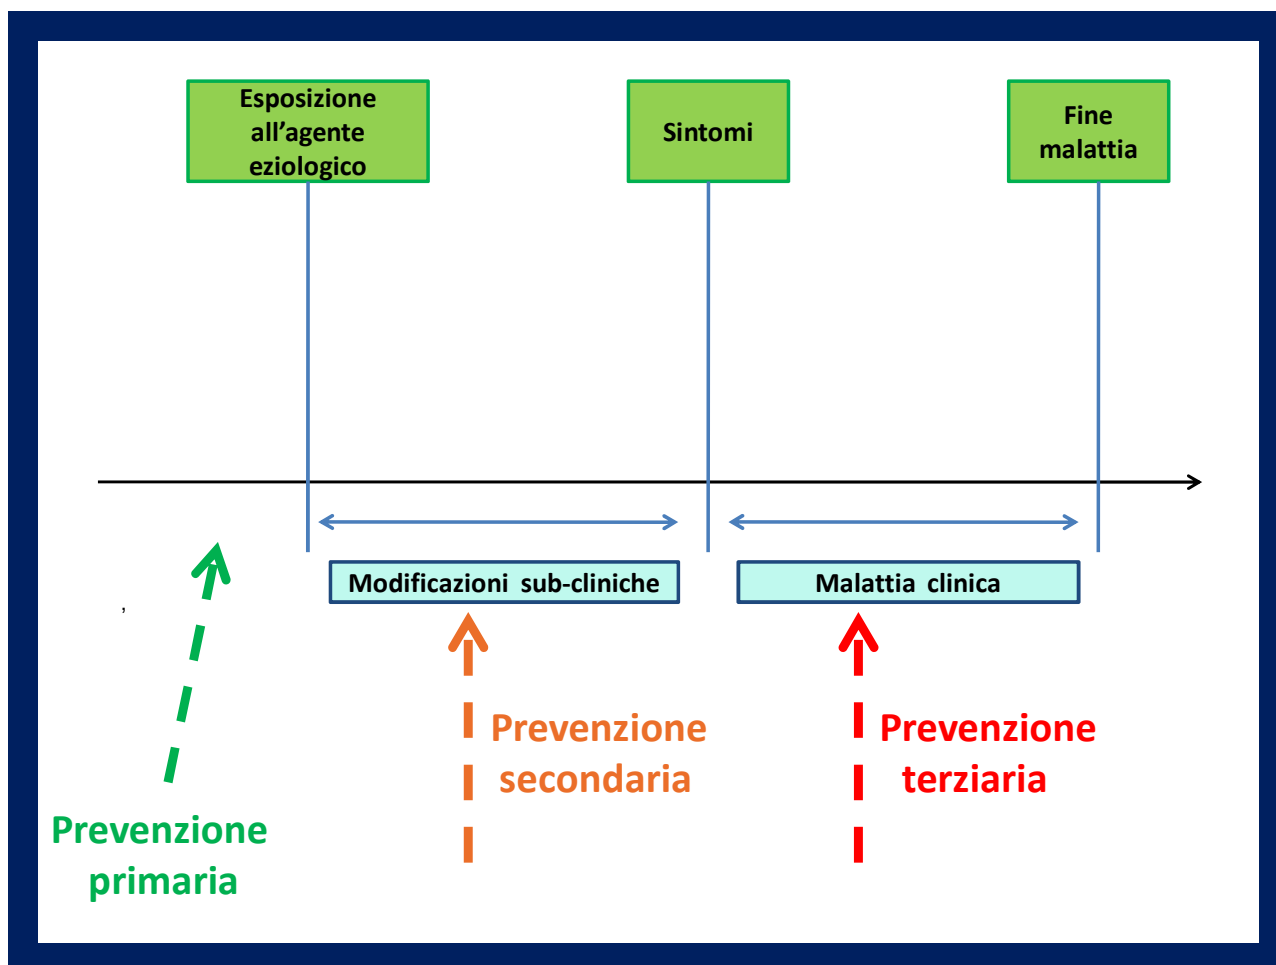 Esposizione
all’agente
eziologico
Sintomi
Fine
malattia
Modificazioni sub-cliniche
Malattia clinica
,
Prevenzione
secondaria
Prevenzione
terziaria
Prevenzione
primaria